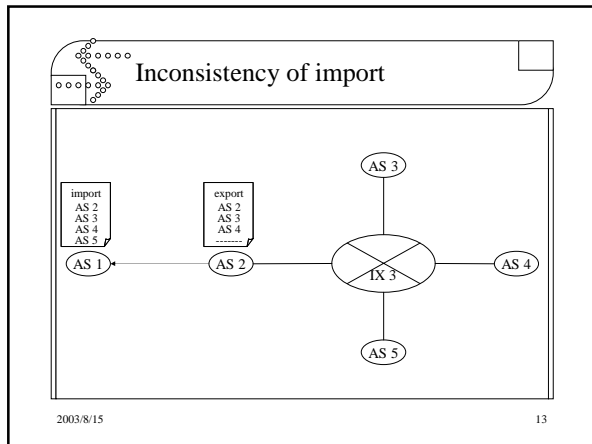 Inconsistency of import
AS 3
import
AS 2
AS 3
AS 4
AS 5
export
AS 2
AS 3
AS 4
-------
AS 1
AS 2
IX 3
AS 4
AS 5
2003/8/15
13